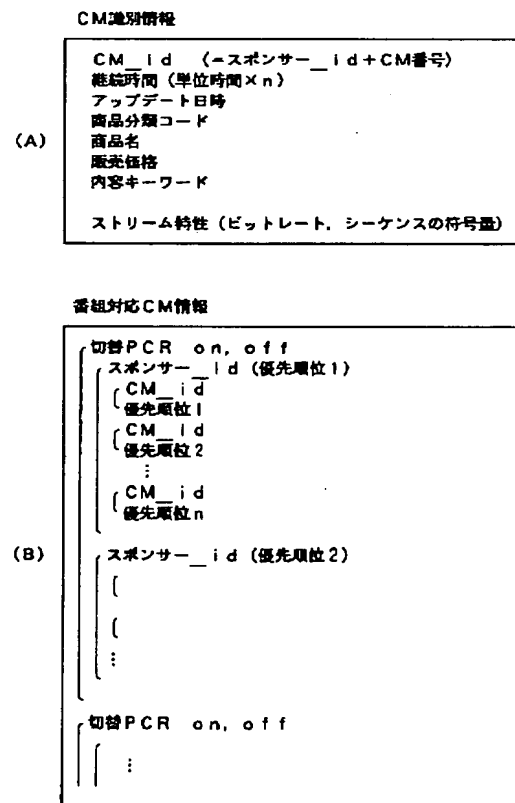 CM識別情報
(A)
CM__id (=スポンサー__id+CM番号)
継続時間(単位時間×n)
アップデート日時
商品分類コード
商品名
販売価格
内容キーワード
ストリーム特性(ビットレート,シーケンスの符号量)
番組対応CM情報
(B)
切替PCR on, off
スポンサー__id(優先順位1)
CM__id
優先順位1
CM__id
優先順位2
⋮
CM__id
優先順位n
スポンサー__id(優先順位2)
⋮
切替PCR on, off
⋮